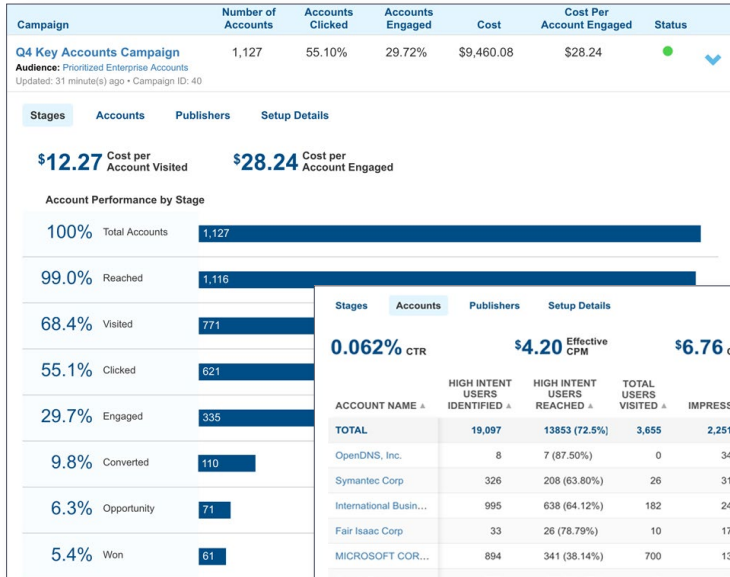 Campaign Number of Accounts Accounts Clicked Accounts Engaged Cost Cost Per Account Engaged Status
Q4 Key Accounts Campaign 1,127 55.10% 29.72% $9,460.08 $28.24
Audience: Prioritized Enterprise Accounts
Updated: 31 minute(s) ago • Campaign ID: 40
Stages Accounts Publishers Setup Details
$12.27 Cost per Account Visited $28.24 Cost per Account Engaged
Account Performance by Stage
100% Total Accounts 1,127
99.0% Reached 1,116
68.4% Visited 771
55.1% Clicked 621
29.7% Engaged 335
9.8% Converted 110
6.3% Opportunity 71
5.4% Won 61
Stages Accounts Publishers Setup Details
0.062% CTR $4.20 Effective CPM $6.76
ACCOUNT NAME HIGH INTENT USERS IDENTIFIED HIGH INTENT USERS REACHED TOTAL USERS VISITED IMPRESS
TOTAL 19,097 13853 (72.5%) 3,655 2,251
OpenDNS, Inc. 8 7 (87.50%) 0 34
Symantec Corp 326 208 (63.80%) 26 31
International Busin... 995 638 (64.12%) 182 24
Fair Isaac Corp 33 26 (78.79%) 10 17
MICROSOFT COR... 894 341 (38.14%) 700 13